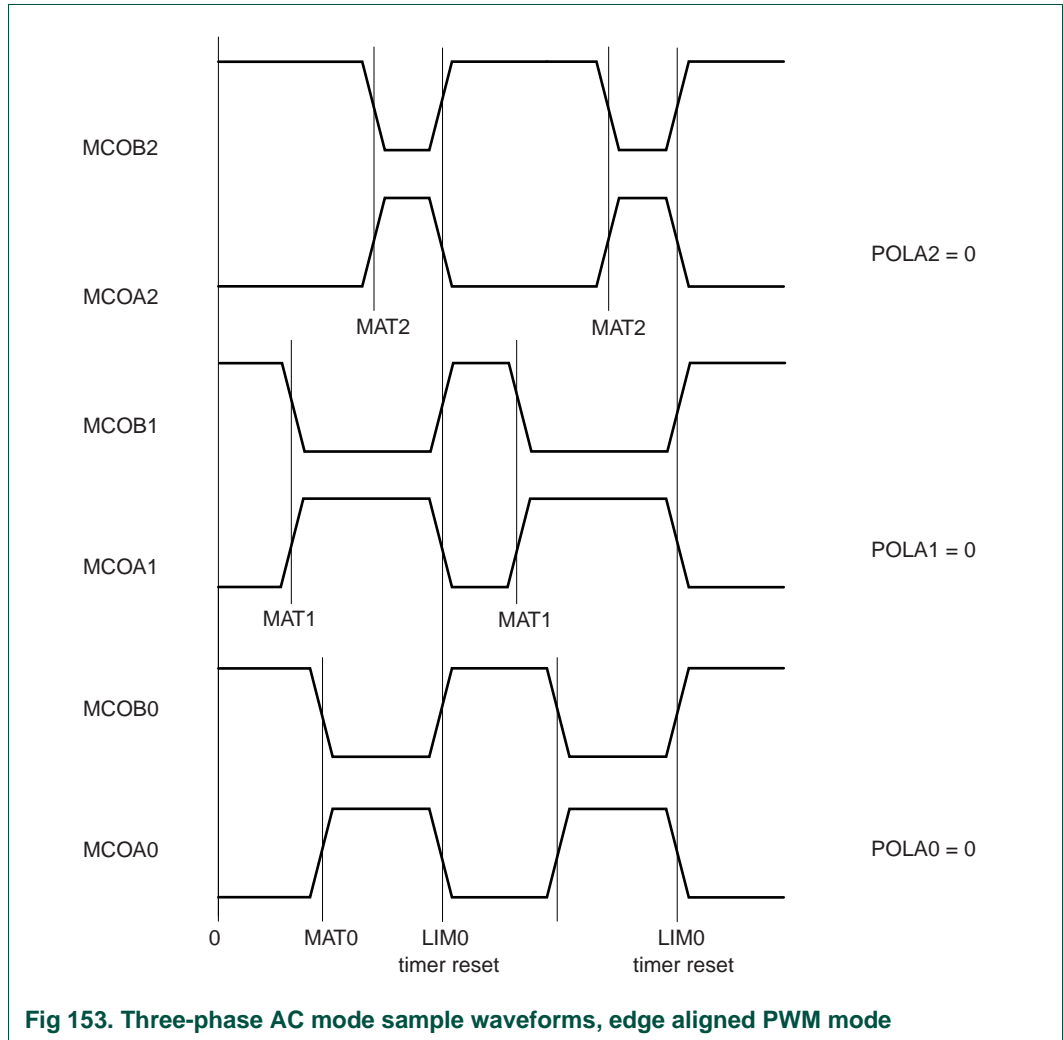 MCOB2
POLA2 = 0
MCOA2
MAT2
MAT2
MCOB1
MCOA1
POLA1 = 0
MAT1
MAT1
MCOB0
MCOA0
POLA0 = 0
0
MAT0
LIM0
timer reset
LIM0
timer reset
Fig 153. Three-phase AC mode sample waveforms, edge aligned PWM mode